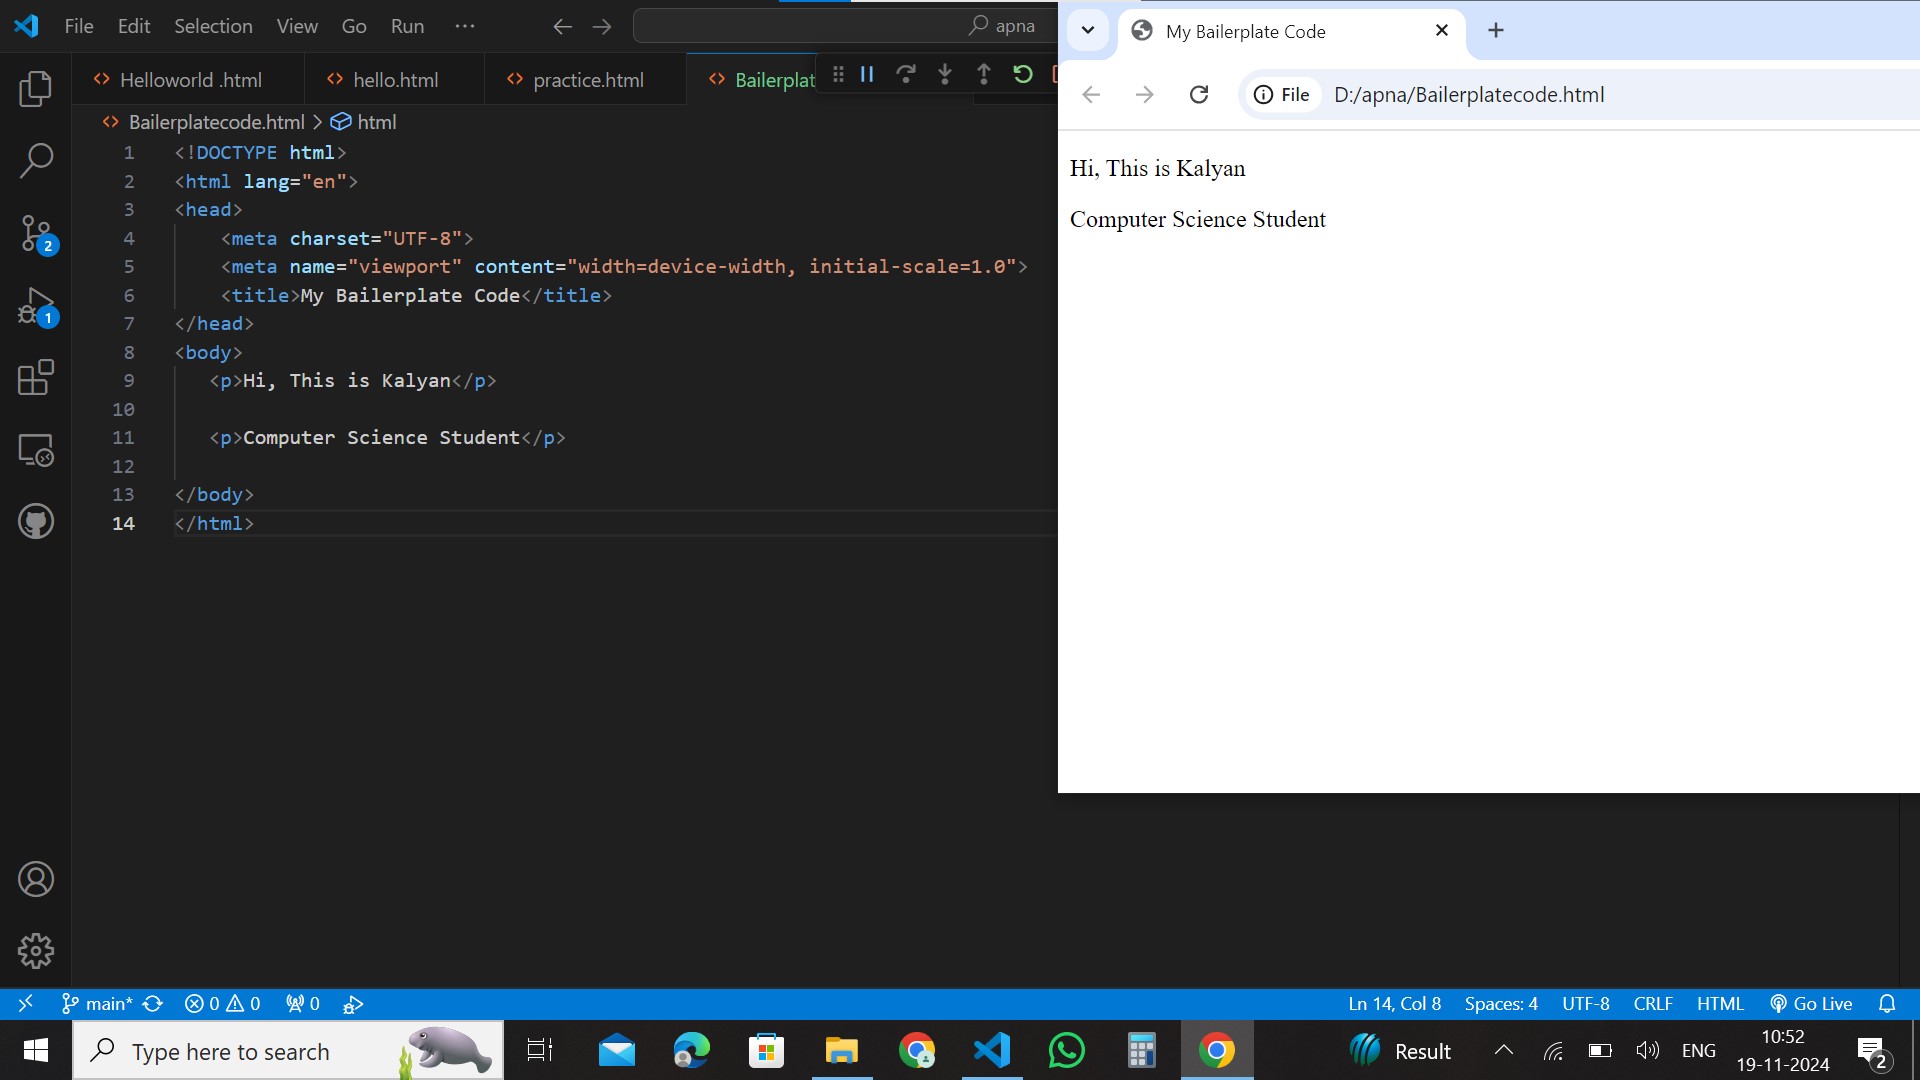 File Edit Selection View Go Run ··· apna
Helloworld .html hello.html practice.html Bailerplat
Bailerplatecode.html > html
1 <!DOCTYPE html>
2 <html lang="en">
3 <head>
4 <meta charset="UTF-8">
5 <meta name="viewport" content="width=device-width, initial-scale=1.0">
6 <title>My Bailerplate Code</title>
7 </head>
8 <body>
9 <p>Hi, This is Kalyan</p>
10
11 <p>Computer Science Student</p>
12
13 </body>
14 </html>
2
1
My Bailerplate Code
File D:/apna/Bailerplatecode.html
Hi, This is Kalyan
Computer Science Student
main* 0 0 0 Ln 14, Col 8 Spaces: 4 UTF-8 CRLF HTML Go Live
Type here to search Result ENG 10:52
19-11-2024 2